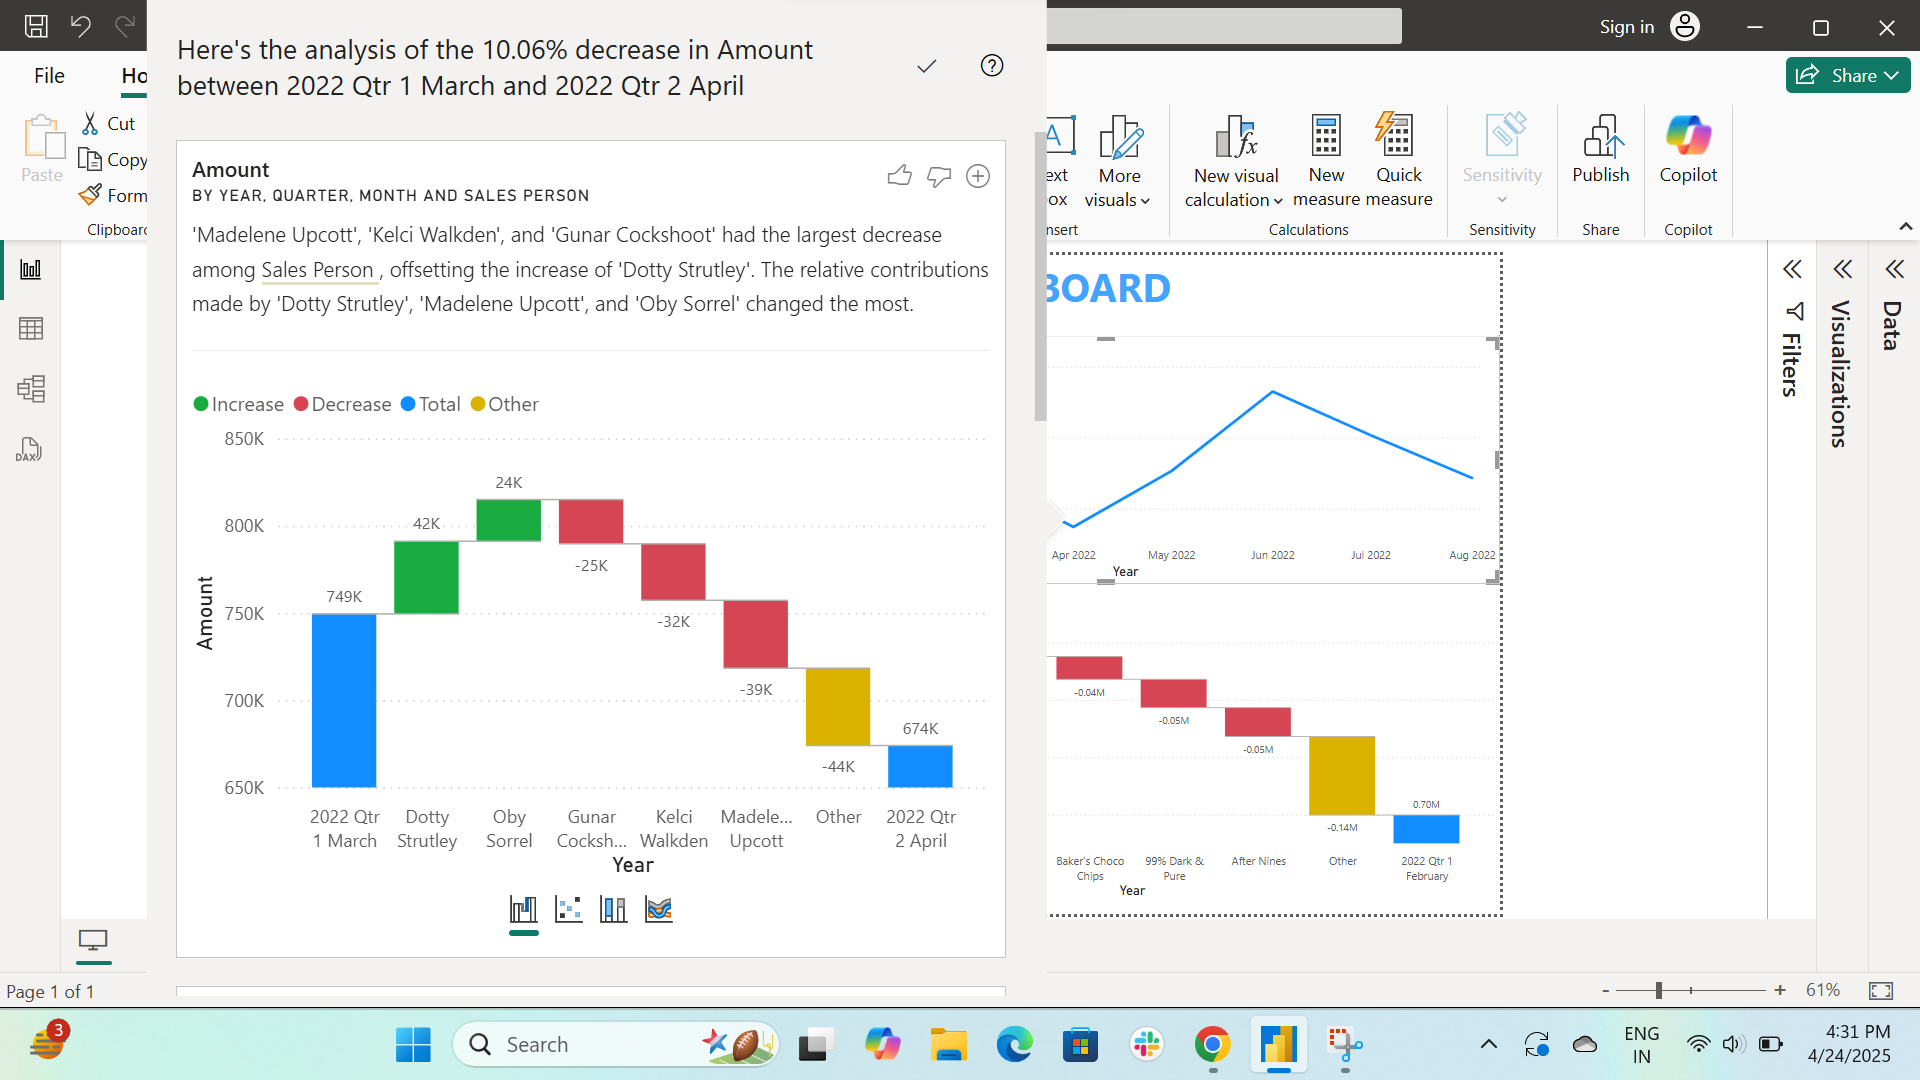 Sign in
File
Ho
Share
Here's the analysis of the 10.06% decrease in Amount
between 2022 Qtr 1 March and 2022 Qtr 2 April
Paste
Cut
Copy
Form
Clipboard
ext
ox
More
visuals
nsert
New visual
calculation
New
measure
Quick
measure
Calculations
Sensitivity
Sensitivity
Publish
Share
Copilot
Copilot
Amount
BY YEAR, QUARTER, MONTH AND SALES PERSON
'Madelene Upcott', 'Kelci Walkden', and 'Gunar Cockshoot' had the largest decrease
among Sales Person , offsetting the increase of 'Dotty Strutley'. The relative contributions
made by 'Dotty Strutley', 'Madelene Upcott', and 'Oby Sorrel' changed the most.
Increase Decrease Total Other
850K
800K
750K
700K
650K
Amount
749K
42K
24K
-25K
-32K
-39K
-44K
674K
2022 Qtr
1 March
Dotty
Strutley
Oby
Sorrel
Gunar
Cocksh...
Kelci
Walkden
Madele...
Upcott
Other
2022 Qtr
2 April
Year
DAX
BOARD
Apr 2022 May 2022 Jun 2022 Jul 2022 Aug 2022
Year
-0.04M
-0.05M
-0.05M
-0.14M
0.70M
Baker's Choco
Chips
99% Dark &
Pure
After Nines
Other
2022 Qtr 1
February
Year
Filters
Visualizations
Data
Page 1 of 1
- + 61%
3
Search
ENG
IN
4:31 PM
4/24/2025